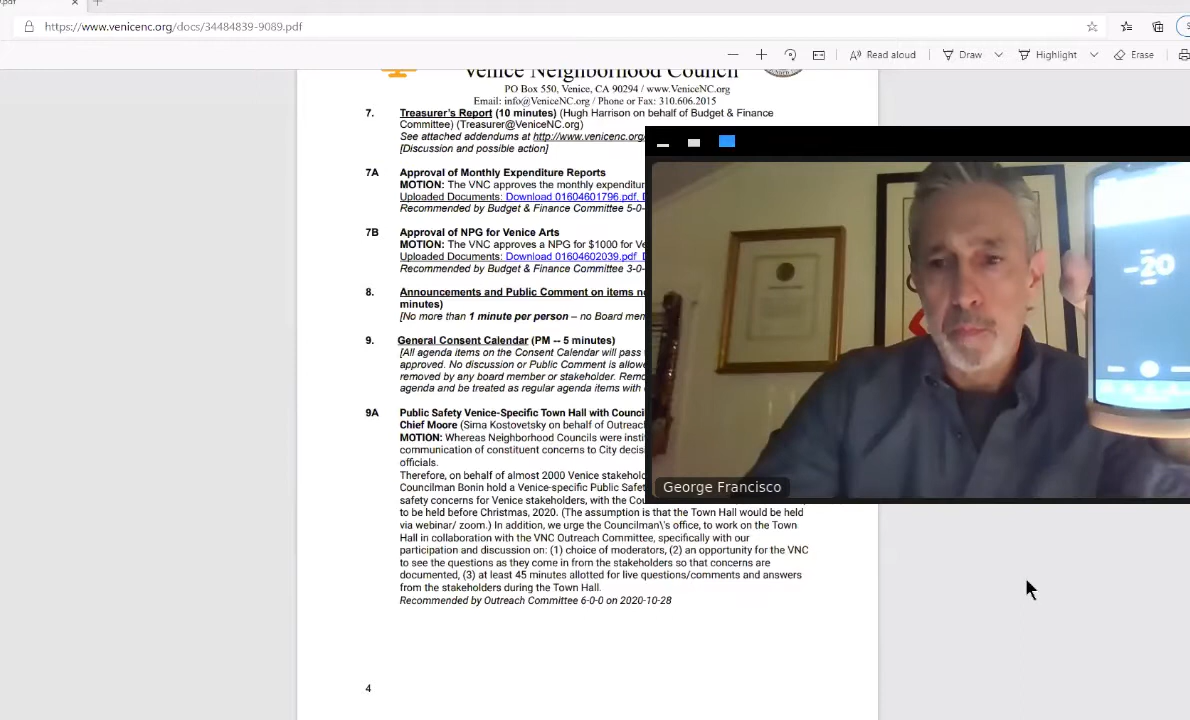 .pdf
https://www.venicenc.org/docs/34484839-9089.pdf
Read aloud
Draw
Highlight
Erase
Venice Neighborhood Council
PO Box 550, Venice, CA 90294 / www.VeniceNC.org
Email: info@VeniceNC.org / Phone or Fax: 310.606.2015
7. Treasurer's Report (10 minutes) (Hugh Harrison on behalf of Budget & Finance
Committee) (Treasurer@VeniceNC.org)
See attached addendums at http://www.venicenc.org/
[Discussion and possible action]
7A Approval of Monthly Expenditure Reports
MOTION: The VNC approves the monthly expenditur
Uploaded Documents: Download 01604601796.pdf, D
Recommended by Budget & Finance Committee 5-0-
7B Approval of NPG for Venice Arts
MOTION: The VNC approves a NPG for $1000 for Ve
Uploaded Documents: Download 01604602039.pdf D
Recommended by Budget & Finance Committee 3-0-
8. Announcements and Public Comment on items no
minutes)
[No more than 1 minute per person – no Board mem
9. General Consent Calendar (PM -- 5 minutes)
[All agenda items on the Consent Calendar will pass
approved. No discussion or Public Comment is allowe
removed by any board member or stakeholder. Remo
agenda and be treated as regular agenda items with
9A Public Safety Venice-Specific Town Hall with Counci
Chief Moore (Sima Kostovetsky on behalf of Outreac
MOTION: Whereas Neighborhood Councils were insti
communication of constituent concerns to City decis
officials.
Therefore, on behalf of almost 2000 Venice stakehol
Councilman Bonin hold a Venice-specific Public Safet
safety concerns for Venice stakeholders, with the Cou
to be held before Christmas, 2020. (The assumption is that the Town Hall would be held
via webinar/ zoom.) In addition, we urge the Councilman\'s office, to work on the Town
Hall in collaboration with the VNC Outreach Committee, specifically with our
participation and discussion on: (1) choice of moderators, (2) an opportunity for the VNC
to see the questions as they come in from the stakeholders so that concerns are
documented, (3) at least 45 minutes allotted for live questions/comments and answers
from the stakeholders during the Town Hall.
Recommended by Outreach Committee 6-0-0 on 2020-10-28
4
-20
George Francisco